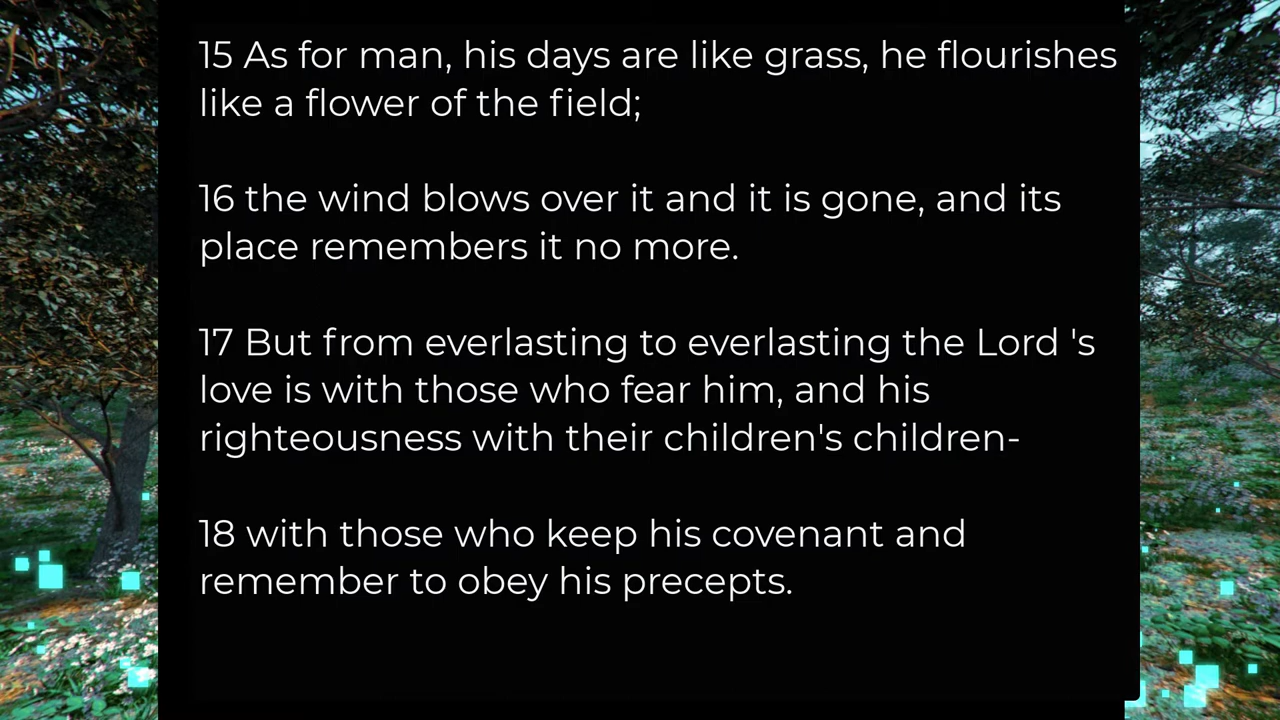 15 As for man, his days are like grass, he flourishes
like a flower of the field;
16 the wind blows over it and it is gone, and its
place remembers it no more.
17 But from everlasting to everlasting the Lord 's
love is with those who fear him, and his
righteousness with their children's children-
18 with those who keep his covenant and
remember to obey his precepts.